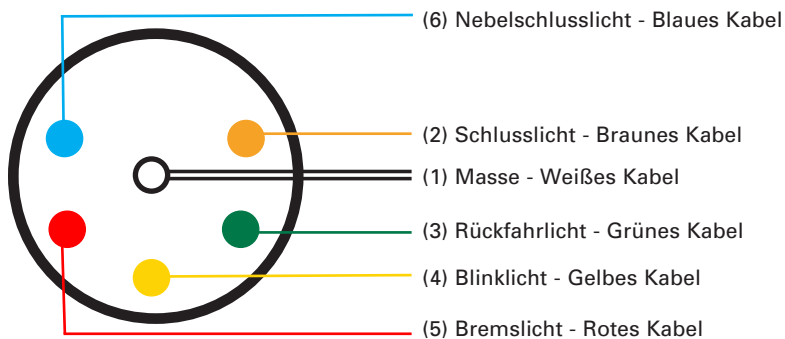 (6) Nebelschlusslicht - Blaues Kabel
(2) Schlusslicht - Braunes Kabel
(1) Masse - Weißes Kabel
(3) Rückfahrlicht - Grünes Kabel
(4) Blinklicht - Gelbes Kabel
(5) Bremslicht - Rotes Kabel